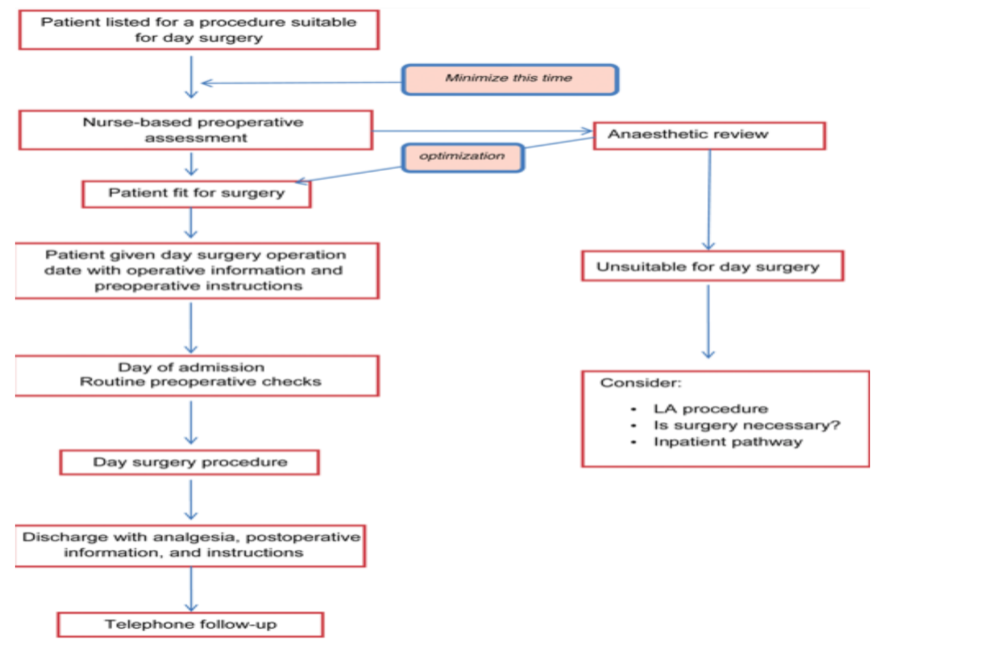 Patient listed for a procedure suitable
for day surgery
Minimize this time
Nurse-based preoperative
assessment
Anaesthetic review
optimization
Patient fit for surgery
Patient given day surgery operation
date with operative information and
preoperative instructions
Unsuitable for day surgery
Day of admission
Routine preoperative checks
Consider:
• LA procedure
• Is surgery necessary?
• Inpatient pathway
Day surgery procedure
Discharge with analgesia, postoperative
information, and instructions
Telephone follow-up